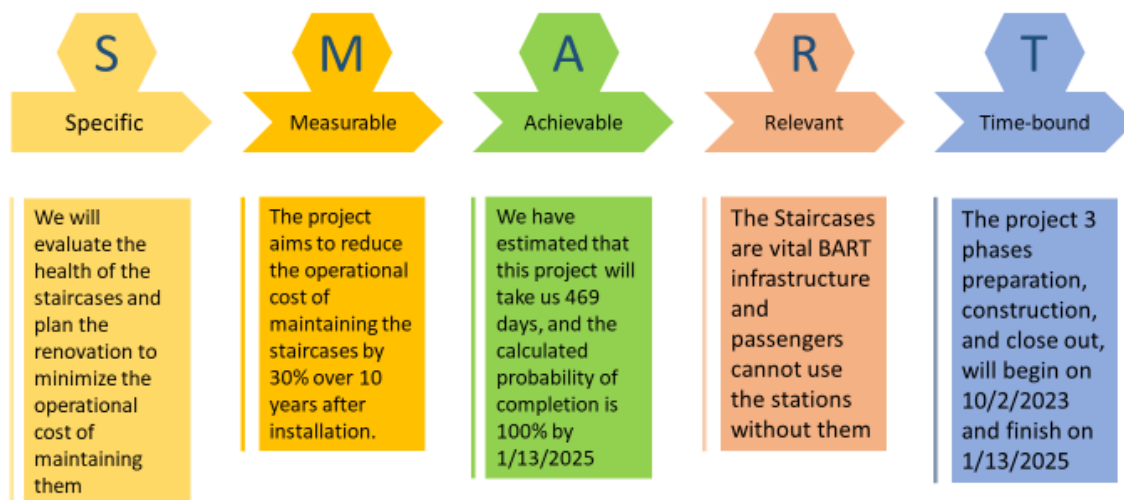 S
Specific
We will
evaluate the
health of the
staircases and
plan the
renovation to
minimize the
operational
cost of
maintaining
them
M
Measurable
The project
aims to reduce
the operational
cost of
maintaining the
staircases by
30% over 10
years after
installation.
A
Achievable
We have
estimated that
this project will
take us 469
days, and the
calculated
probability of
completion is
100% by
1/13/2025
R
Relevant
The Staircases
are vital BART
infrastructure
and
passengers
cannot use
the stations
without them
T
Time-bound
The project 3
phases
preparation,
construction,
and close out,
will begin on
10/2/2023
and finish on
1/13/2025